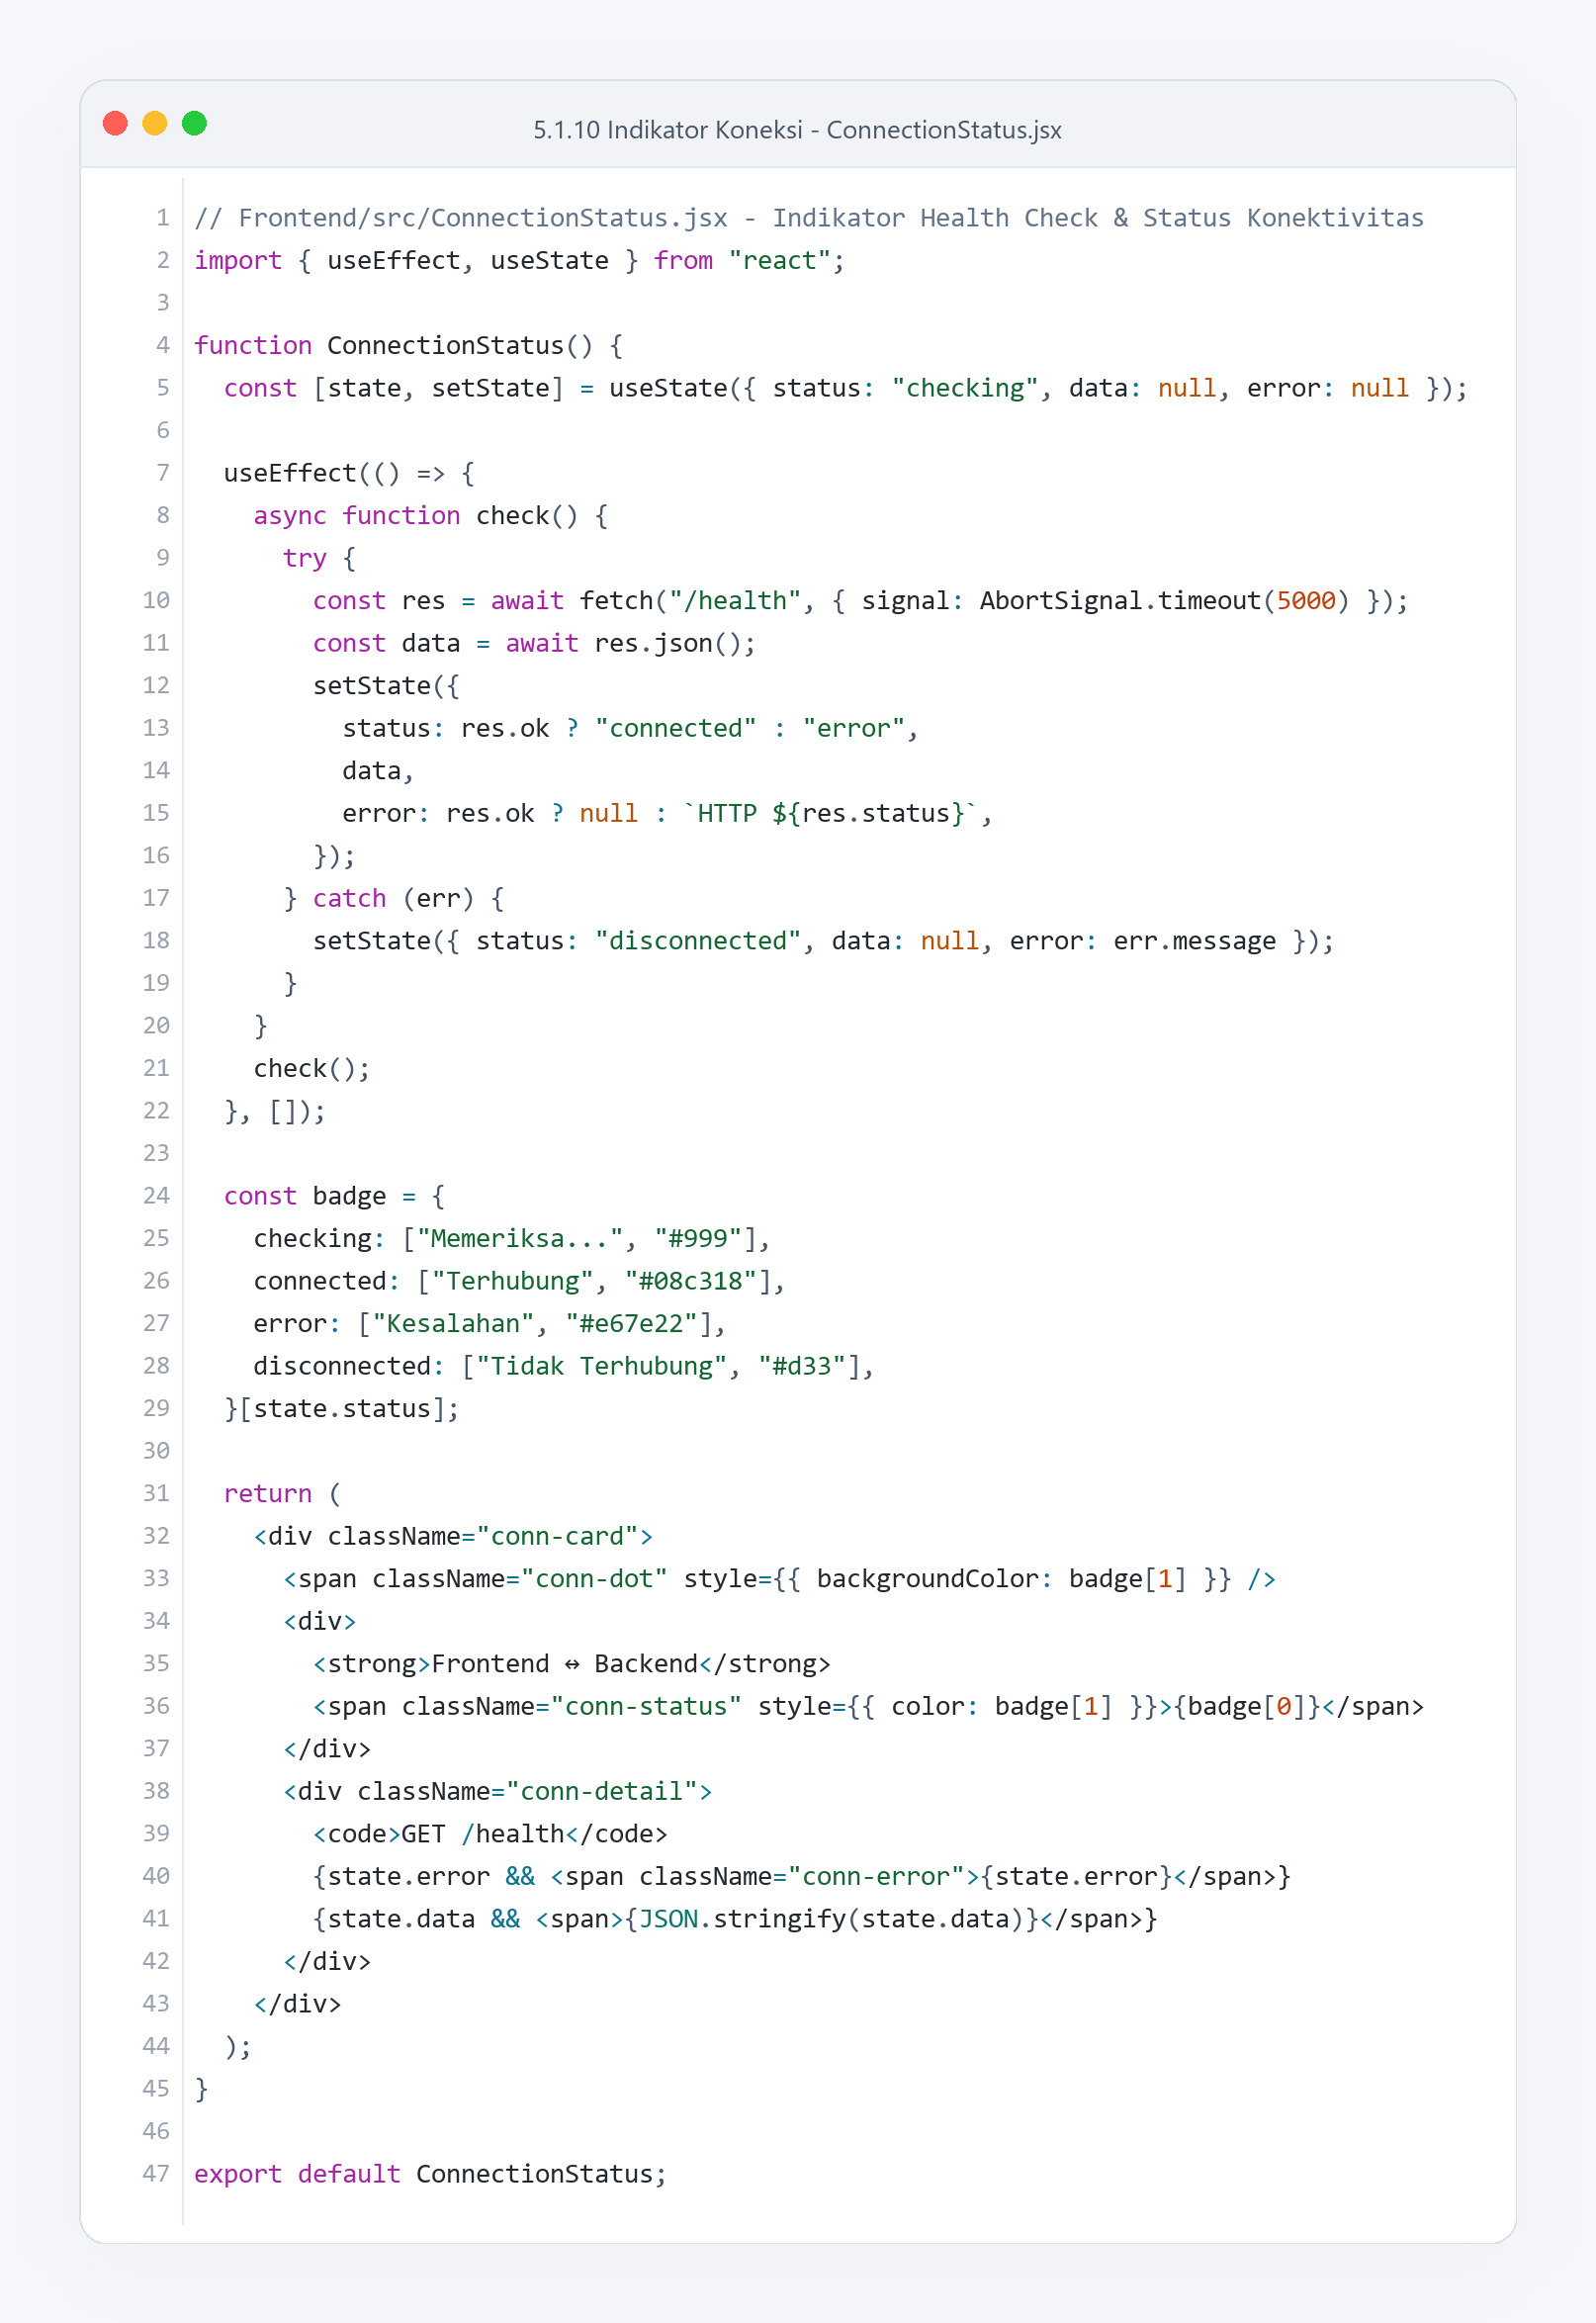 5.1.10 Indikator Koneksi - ConnectionStatus.jsx
1 // Frontend/src/ConnectionStatus.jsx - Indikator Health Check & Status Konektivitas
2 import { useEffect, useState } from "react";
3
4 function ConnectionStatus() {
5   const [state, setState] = useState({ status: "checking", data: null, error: null });
6
7   useEffect(() => {
8     async function check() {
9       try {
10         const res = await fetch("/health", { signal: AbortSignal.timeout(5000) });
11         const data = await res.json();
12         setState({
13           status: res.ok ? "connected" : "error",
14           data,
15           error: res.ok ? null : `HTTP ${res.status}`,
16         });
17       } catch (err) {
18         setState({ status: "disconnected", data: null, error: err.message });
19       }
20     }
21     check();
22   }, []);
23
24   const badge = {
25     checking: ["Memeriksa...", "#999"],
26     connected: ["Terhubung", "#08c318"],
27     error: ["Kesalahan", "#e67e22"],
28     disconnected: ["Tidak Terhubung", "#d33"],
29   }[state.status];
30
31   return (
32     <div className="conn-card">
33       <span className="conn-dot" style={{ backgroundColor: badge[1] }} />
34       <div>
35         <strong>Frontend ↔ Backend</strong>
36         <span className="conn-status" style={{ color: badge[1] }}>{badge[0]}</span>
37       </div>
38       <div className="conn-detail">
39         <code>GET /health</code>
40         {state.error && <span className="conn-error">{state.error}</span>}
41         {state.data && <span>{JSON.stringify(state.data)}</span>}
42       </div>
43     </div>
44   );
45 }
46
47 export default ConnectionStatus;